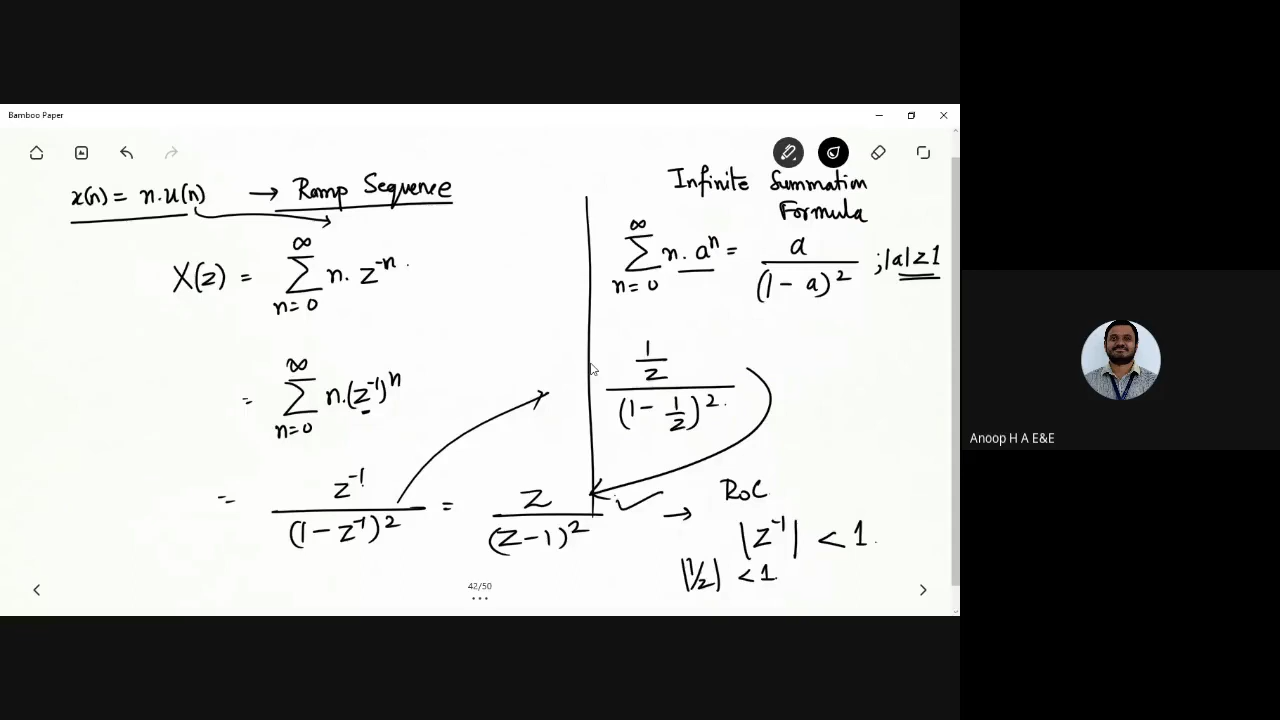 Bamboo Paper
x(n) = n.u(n) → Ramp Sequence
X(z) = ∞ Σ n=0 n. z^-n.
= ∞ Σ n=0 n.(z^-1)^n
= z^-1 / (1 - z^-1)^2 = z / (z-1)^2
Infinite Summation
Formula
∞ Σ n=0 n. a^n = a / (1 - a)^2 ; |a|<1
1/z / (1 - 1/z)^2.
→ RoC
|z^-1| < 1.
|1/z| < 1
42/50
Anoop H A E&E